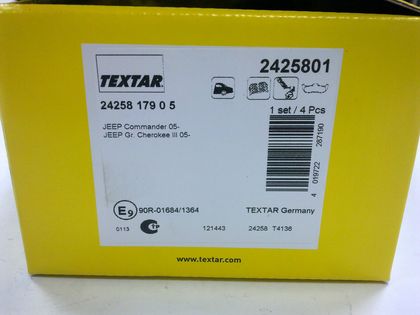 TEXTAR
2425801
24258 179 0 5
1 set / 4 Pcs
JEEP Commander 05-
JEEP Gr. Cherokee III 05-
4 019722 267190
E9 90R-01684/1364
TEXTAR Germany
0113
121443
24258 T4136
www.textar.com